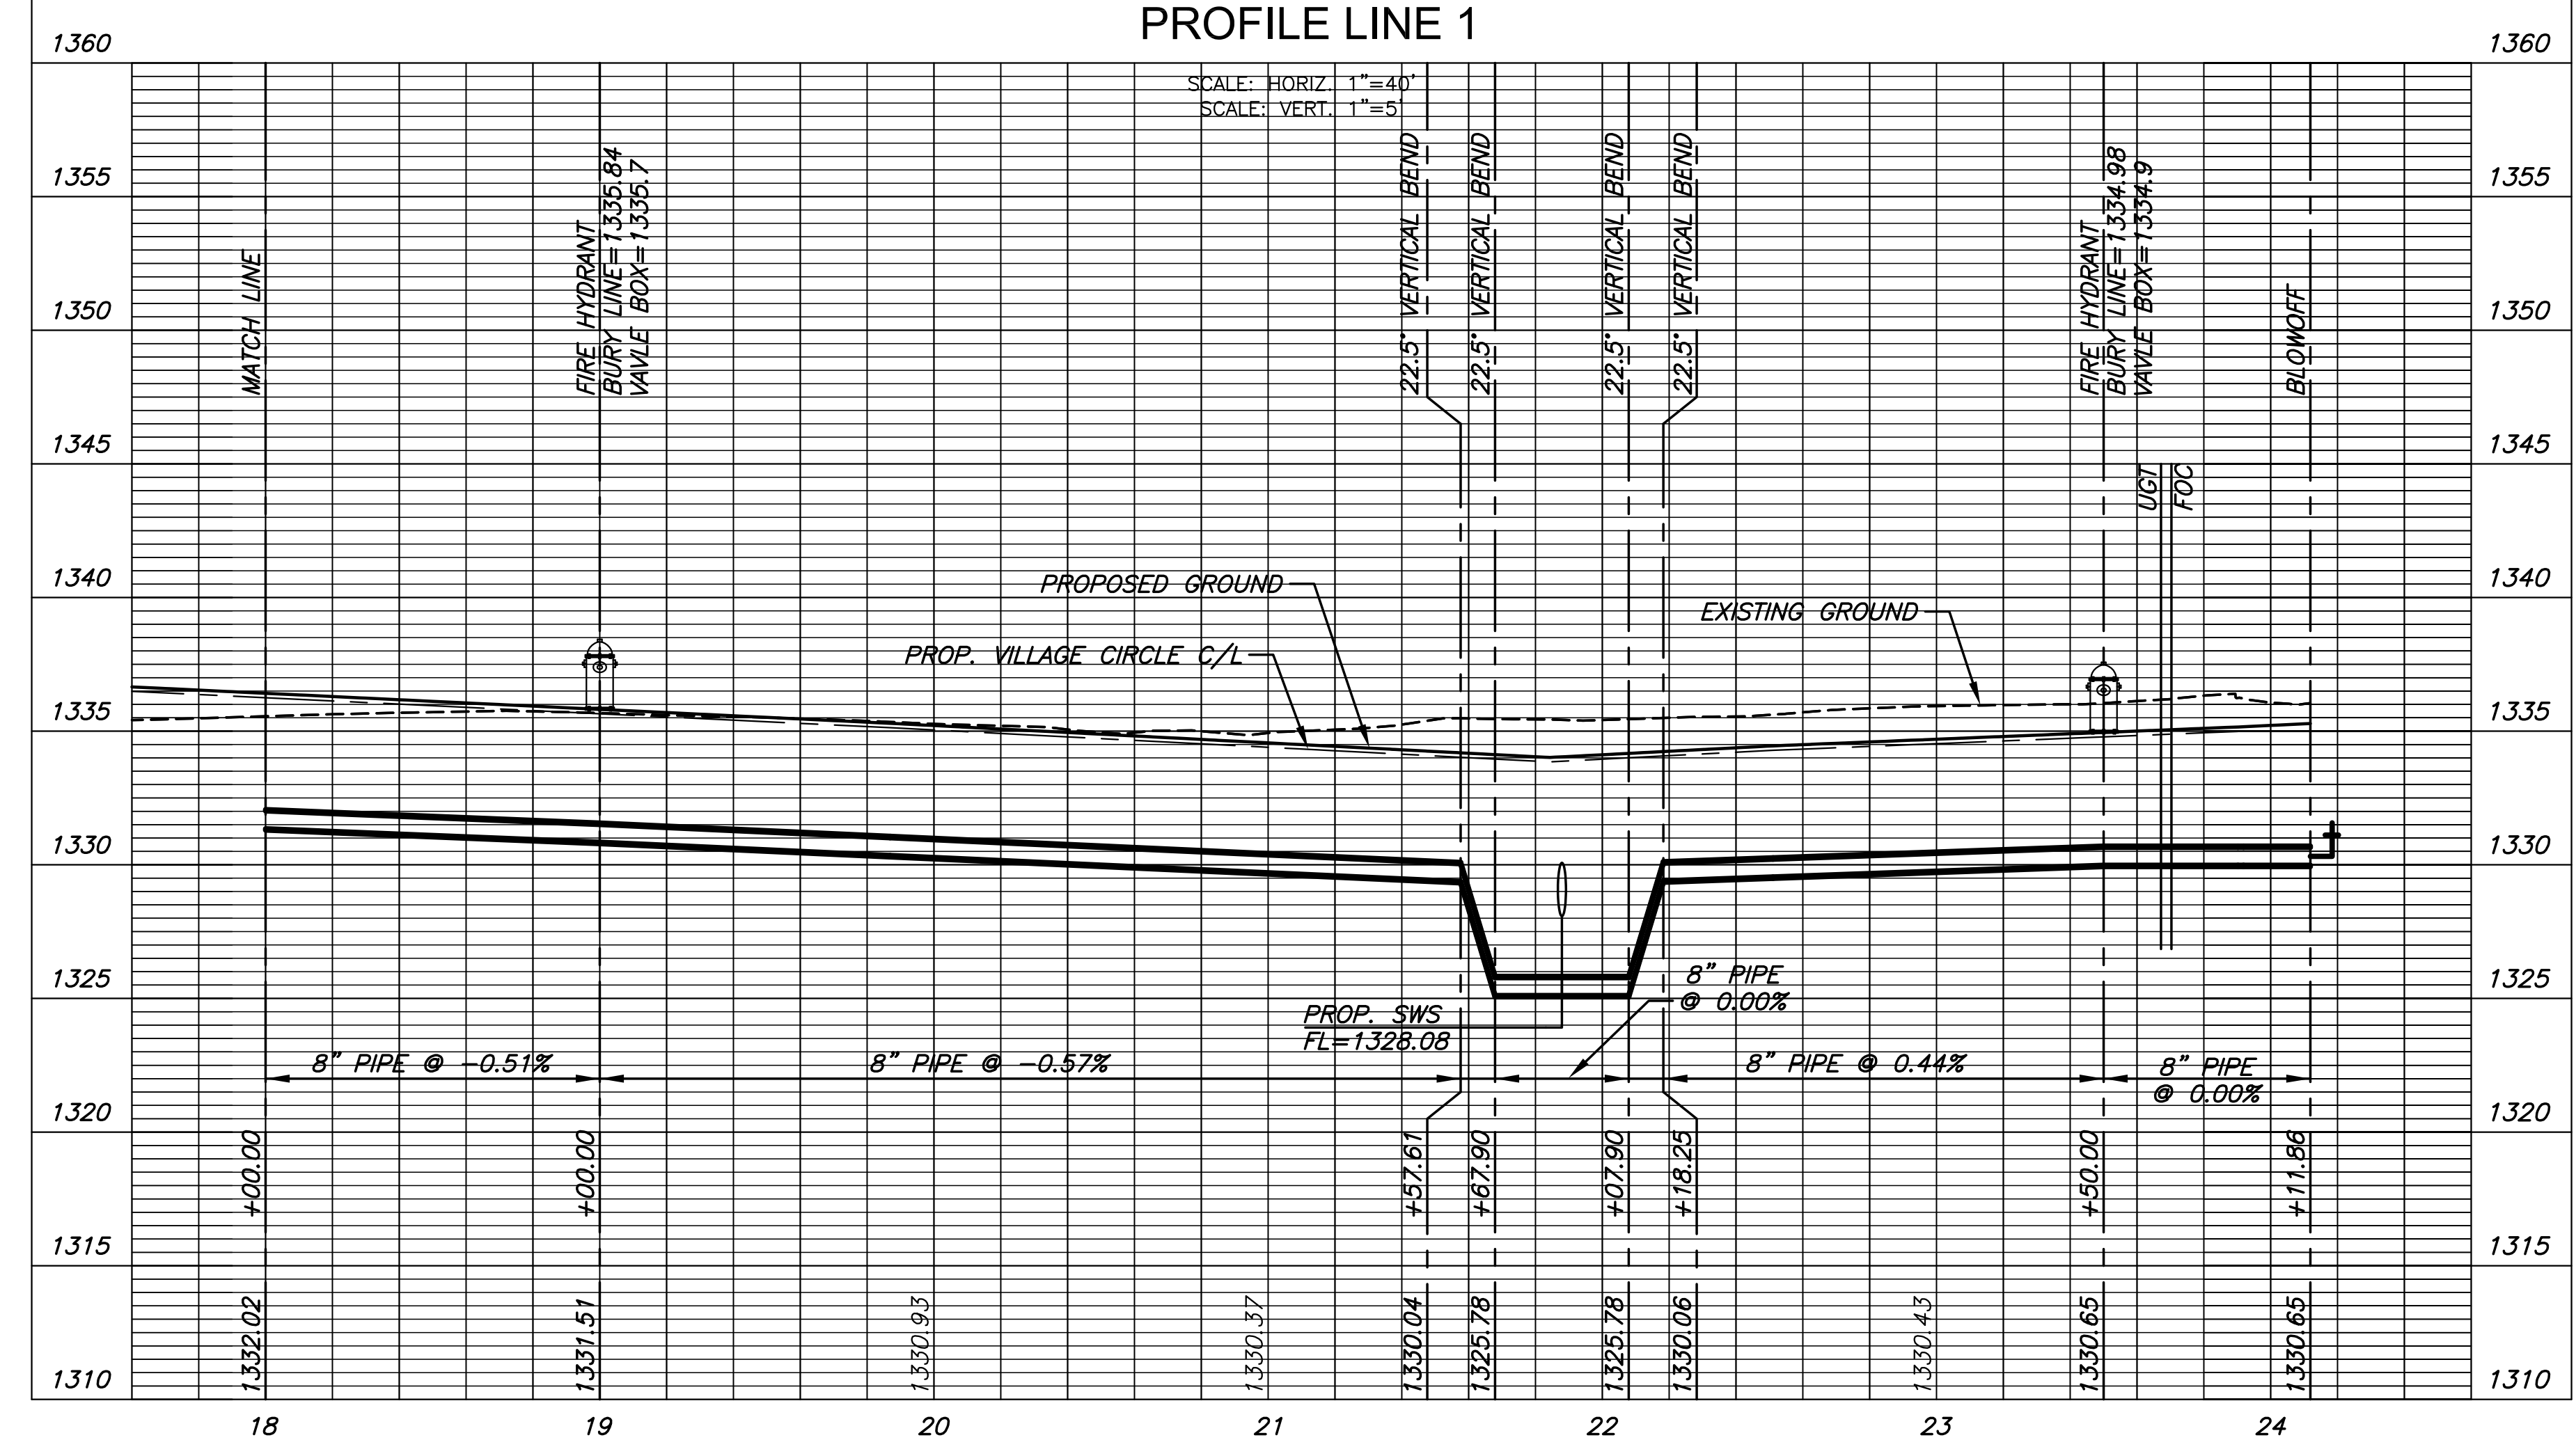 PROFILE LINE 1
1360
1360
SCALE: HORIZ. 1"=40'
SCALE: VERT. 1"=5'
1355
1355
1350
1350
1345
1345
1340
1340
1335
1335
1330
1330
1325
1325
1320
1320
1315
1315
1310
1310
MATCH LINE
FIRE HYDRANT
BURY LINE=1335.84
VAVLE BOX=1335.7
22.5° VERTICAL BEND
22.5° VERTICAL BEND
22.5° VERTICAL BEND
22.5° VERTICAL BEND
FIRE HYDRANT
BURY LINE=1334.98
VAVLE BOX=1334.9
BLOWOFF
UGT
FOC
PROPOSED GROUND
EXISTING GROUND
PROP. VILLAGE CIRCLE C/L
8" PIPE
@ 0.00%
PROP. SWS
FL=1328.08
8" PIPE @ -0.51%
8" PIPE @ -0.57%
8" PIPE @ 0.44%
8" PIPE
@ 0.00%
+00.00
+00.00
+57.61
+67.90
+07.90
+18.25
+50.00
+11.86
1332.02
1331.51
1330.93
1330.37
1330.04
1325.78
1325.78
1330.06
1330.43
1330.65
1330.65
18
19
20
21
22
23
24